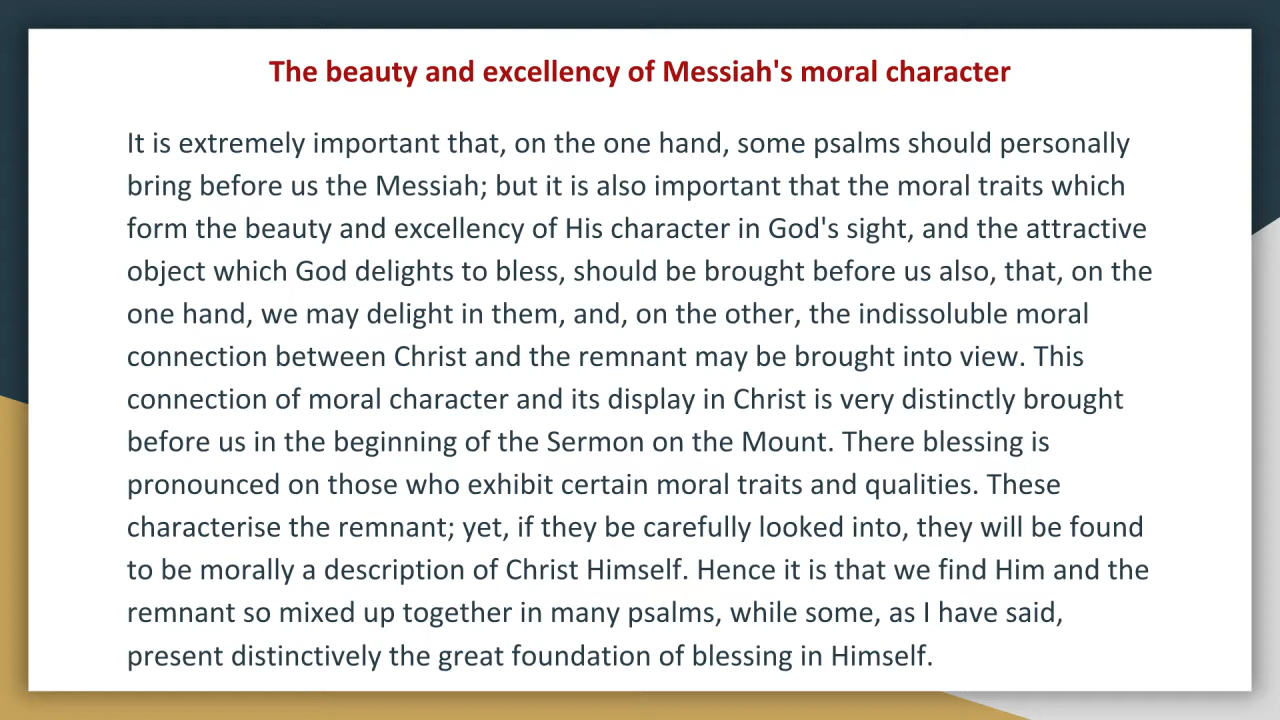 The beauty and excellency of Messiah's moral character
It is extremely important that, on the one hand, some psalms should personally
bring before us the Messiah; but it is also important that the moral traits which
form the beauty and excellency of His character in God's sight, and the attractive
object which God delights to bless, should be brought before us also, that, on the
one hand, we may delight in them, and, on the other, the indissoluble moral
connection between Christ and the remnant may be brought into view. This
connection of moral character and its display in Christ is very distinctly brought
before us in the beginning of the Sermon on the Mount. There blessing is
pronounced on those who exhibit certain moral traits and qualities. These
characterise the remnant; yet, if they be carefully looked into, they will be found
to be morally a description of Christ Himself. Hence it is that we find Him and the
remnant so mixed up together in many psalms, while some, as I have said,
present distinctively the great foundation of blessing in Himself.